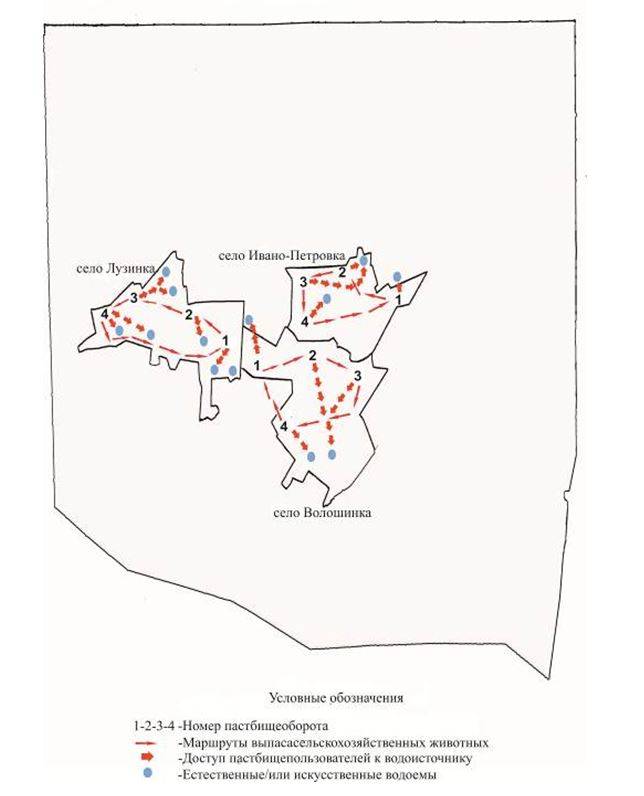 село Ивано-Петровка
село Лузинка
2
3
1
4
3
4
2
1
1
2
3
4
село Волошинка
Условные обозначения
1-2-3-4 -Номер пастбищеоборота
-Маршруты выпасасельскохозяйственных животных
-Доступ пастбищепользователей к водоисточнику
-Естественные/или искусственные водоемы